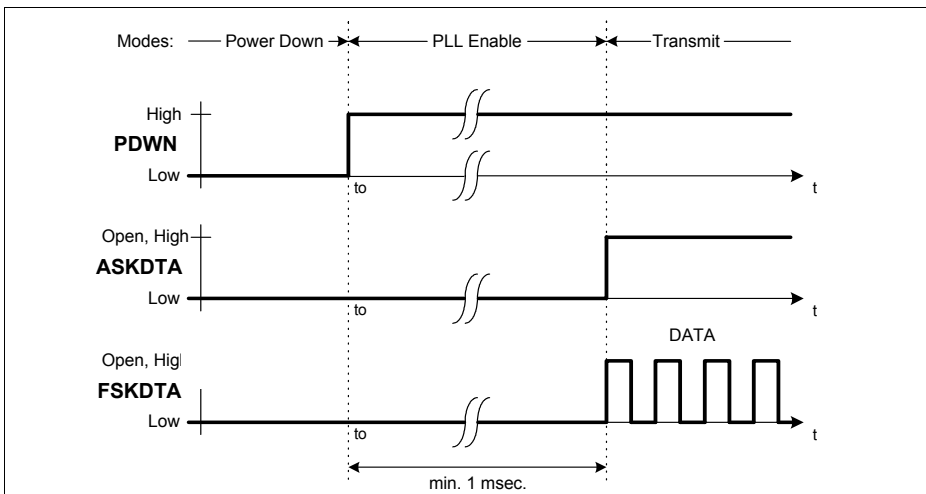 Modes: Power Down PLL Enable Transmit
High
PDWN
Low
to
t
Open, High
ASKDTA
Low
to
t
DATA
Open, Hig
FSKDTA
Low
to
t
min. 1 msec.